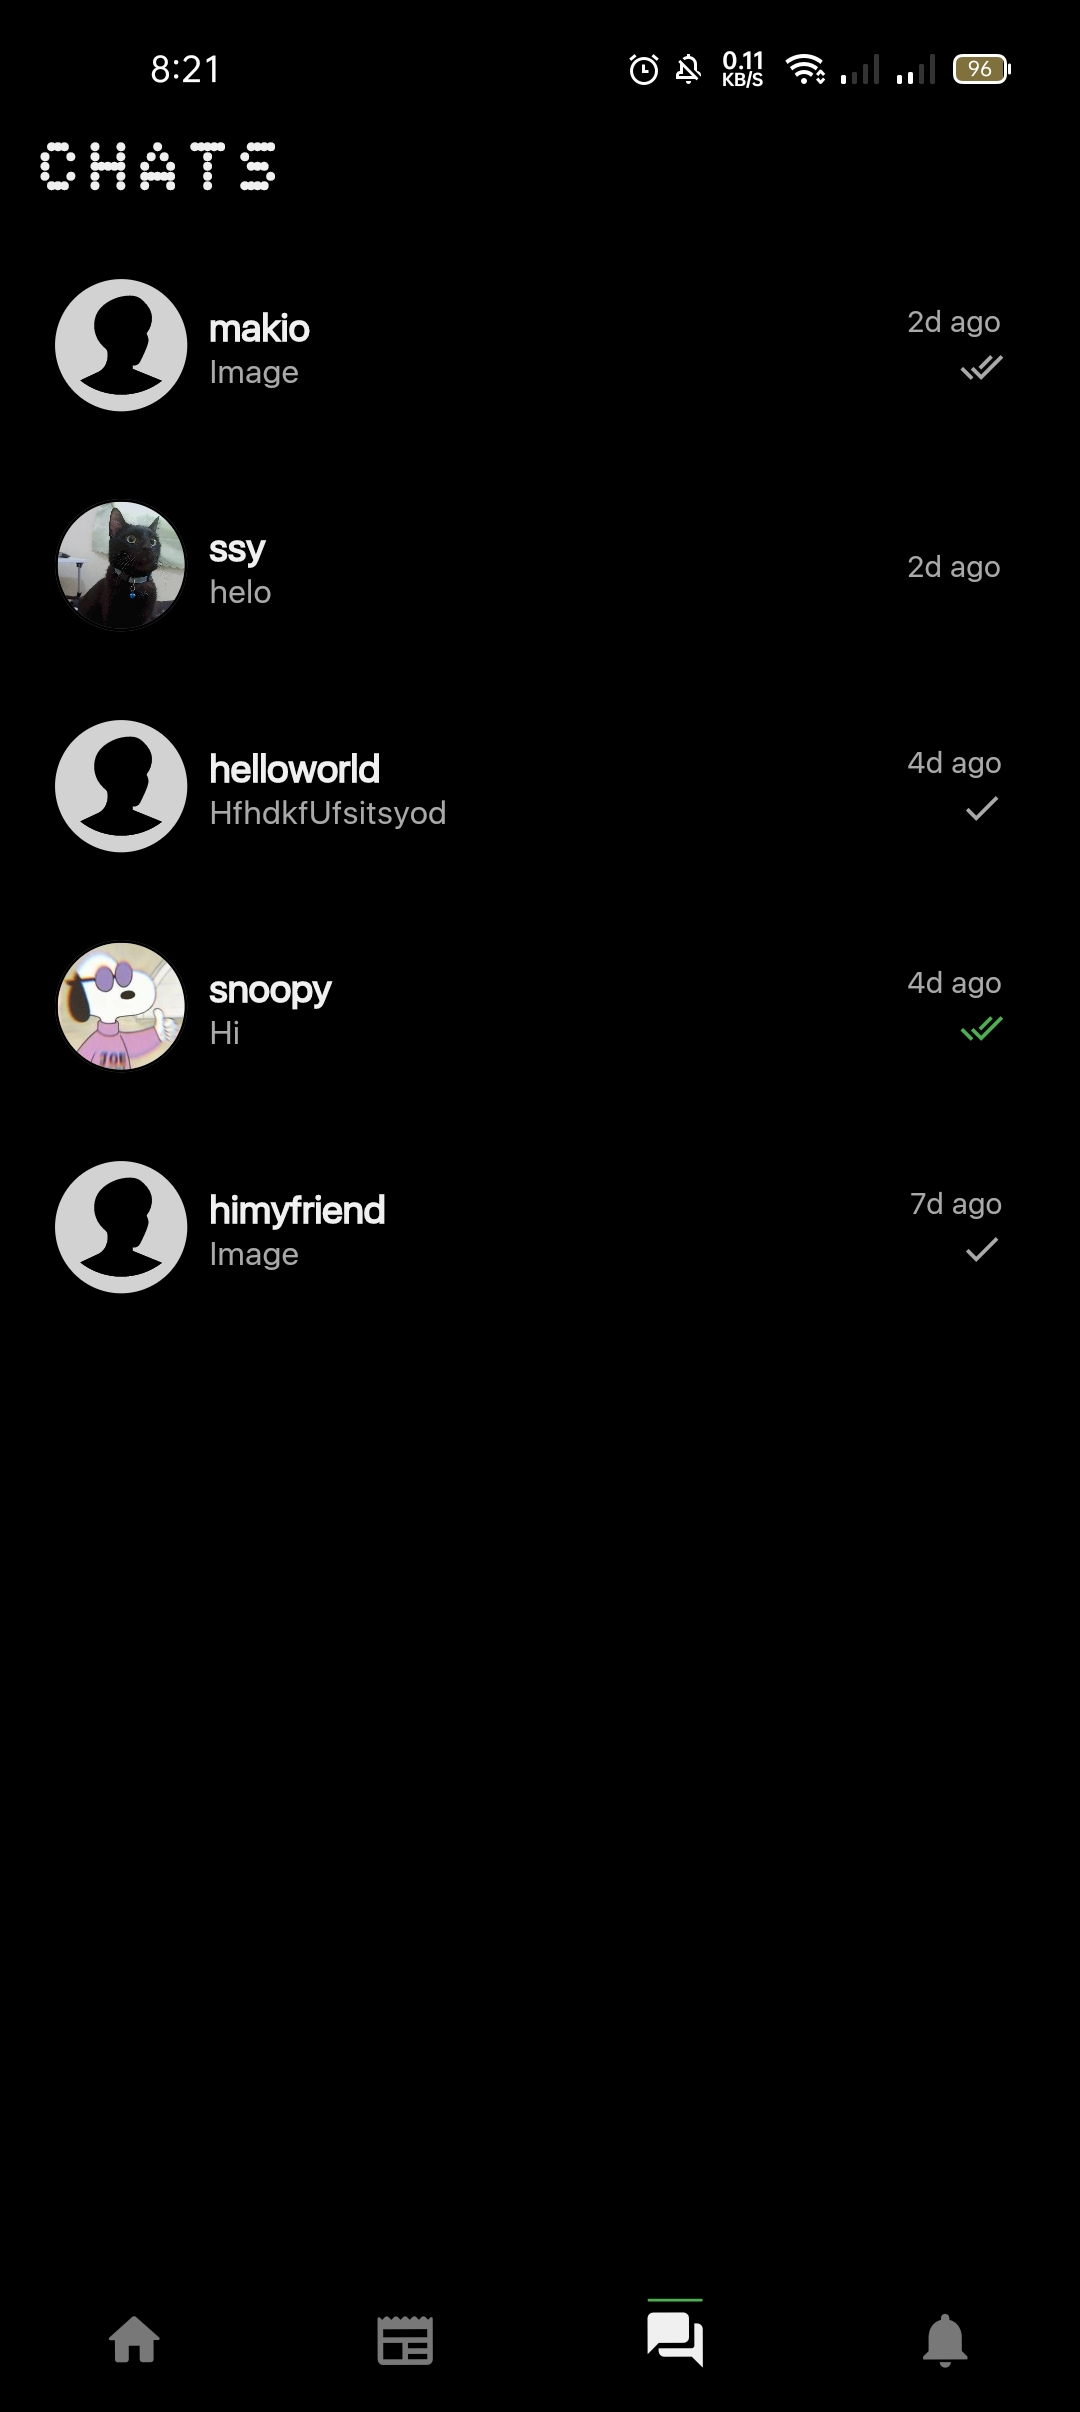 8:21
0.11
KB/S
96
CHATS
makio
2d ago
Image
ssy
2d ago
helo
helloworld
4d ago
HfhdkfUfsitsyod
snoopy
4d ago
Hi
himyfriend
7d ago
Image